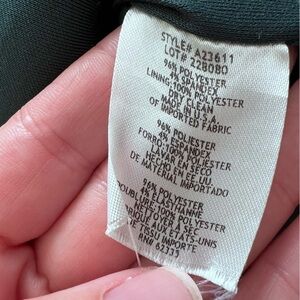 STYLE# A23611
LOT# 228080
96% POLYESTER
4% SPANDEX
LINING:100% POLYESTER
DRY CLEAN
MADE IN U.S.A.
OF IMPORTED FABRIC
96% POLIESTER
4% ESPANDEX
FORRO:100% POLIESTER
LAVAR EN SECO
HECHO EN EE.UU.
DE MATERIAL IMPORTADO
96% POLYESTER
4% ELASTHANNE
DOUBLURE:100% POLYESTER
NETTOYER A SEC
FABRIQUE AUX ETATS-UNIS
DE TISSU IMPORTE
RN# 62335